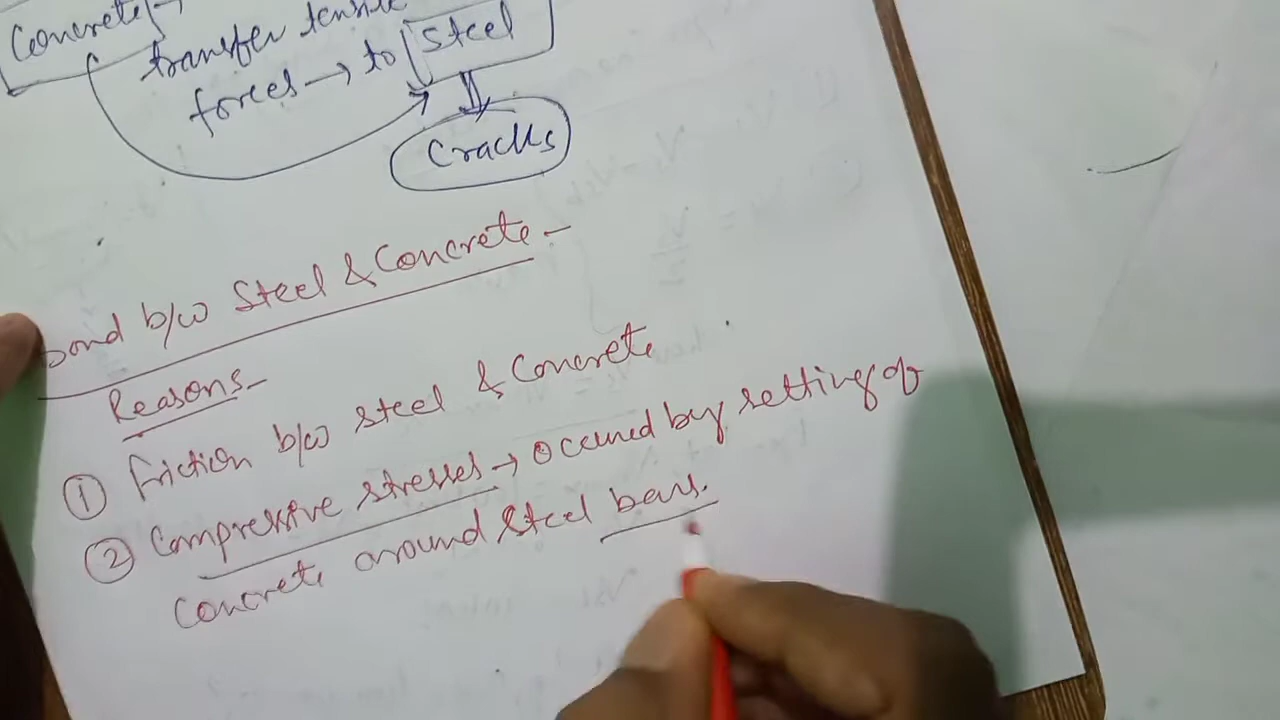 Concrete
transfer tensile
forces → to Steel
Cracks
Bond b/w Steel & Concrete –
Reasons –
① Friction b/w steel & Concrete
② Compressive stresses → Occured by setting of
Concrete around Steel bars.